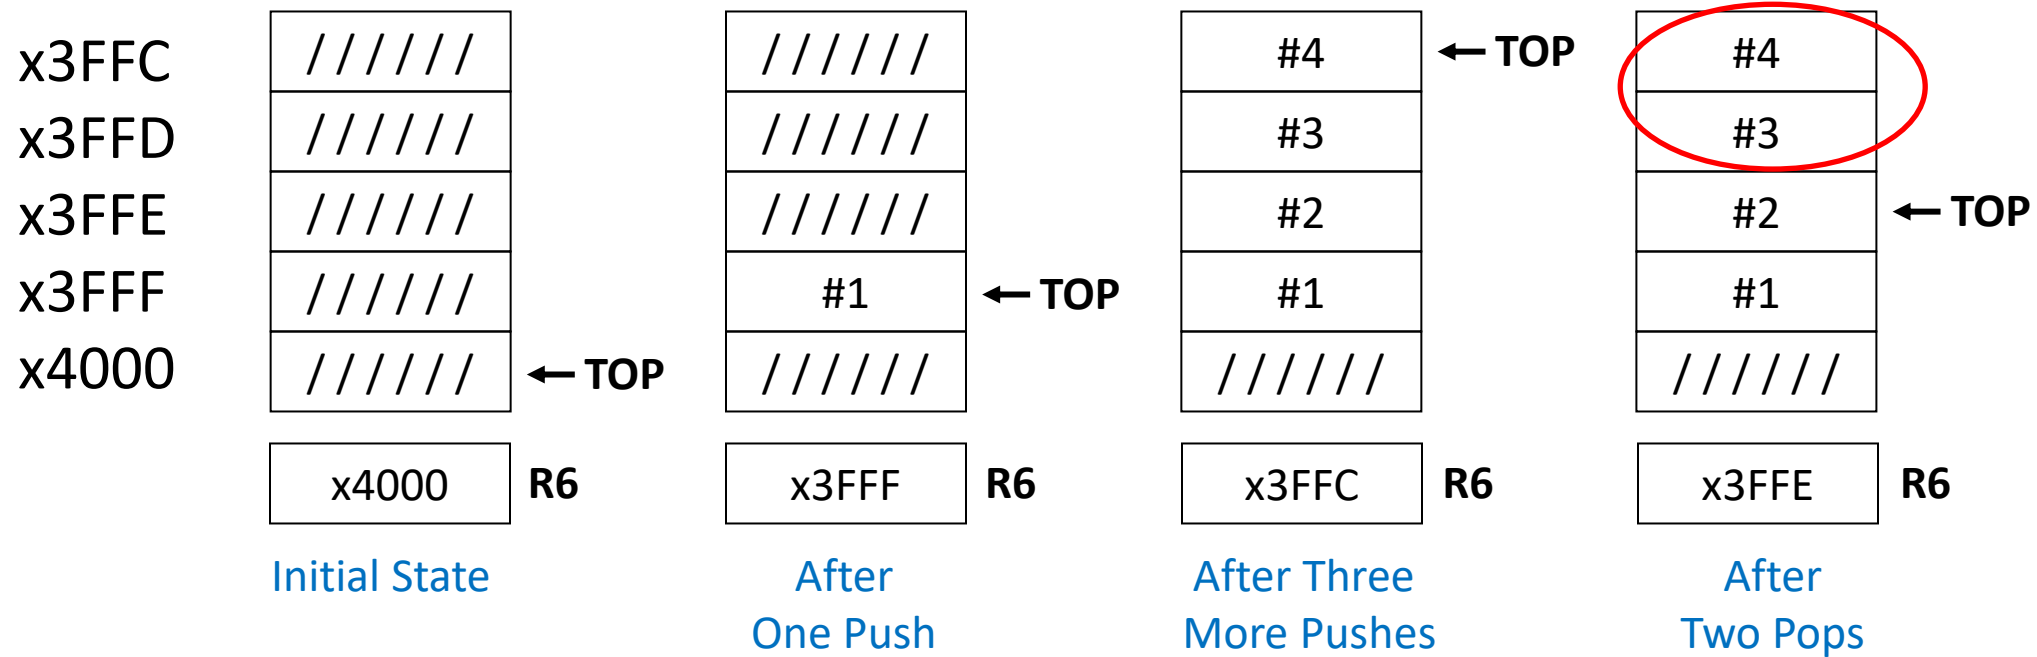 x3FFC
//////
//////
#4
TOP
#4
x3FFD
//////
//////
#3
#3
x3FFE
//////
//////
#2
#2
TOP
x3FFF
//////
#1
TOP
#1
#1
x4000
//////
TOP
//////
//////
//////
x4000
R6
x3FFF
R6
x3FFC
R6
x3FFE
R6
Initial State
After
One Push
After Three
More Pushes
After
Two Pops